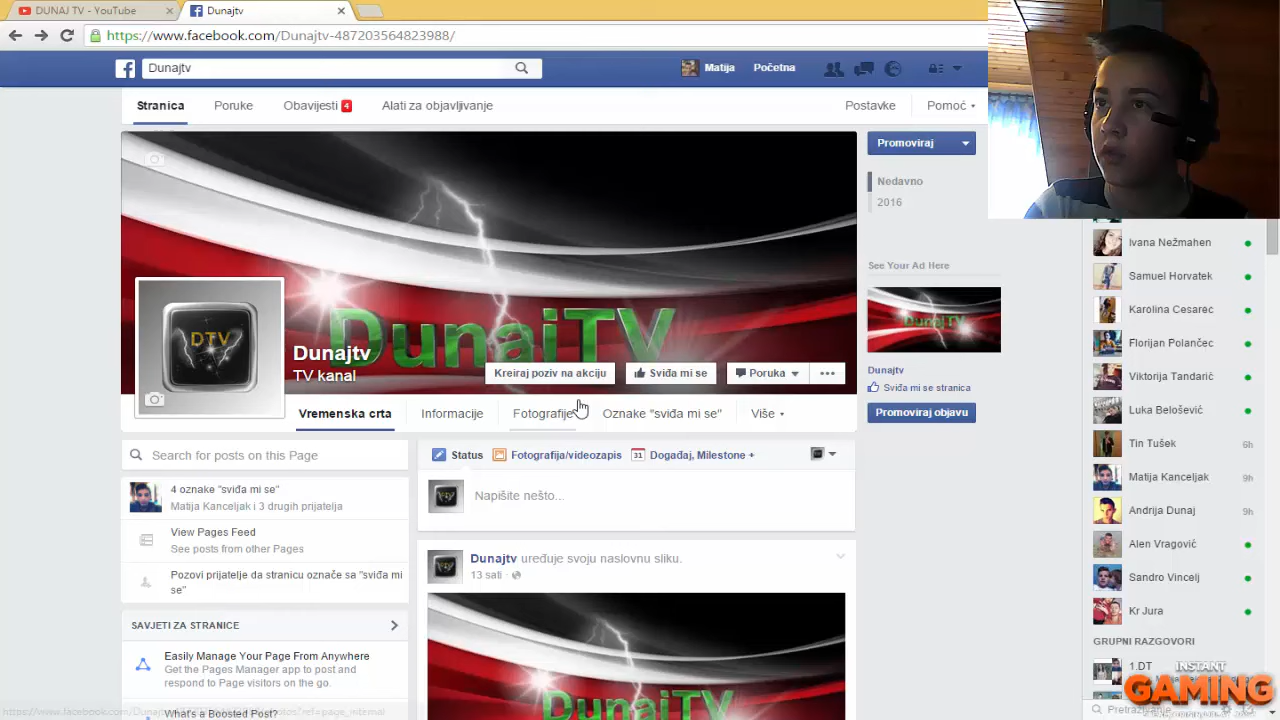 DUNAJ TV - YouTube
Dunajtv
https://www.facebook.com/Dunajtv-487203564823988/
Dunajtv
Matija
Početna
Stranica
Poruke
Obavijesti 4
Alati za objavljivanje
Postavke
Pomoć
Promoviraj
Nedavno
2016
See Your Ad Here
DunajTV
DTV
DunajTV
Dunajtv
TV kanal
Kreiraj poziv na akciju
Sviđa mi se
Poruka
Dunajtv
Sviđa mi se stranica
Promoviraj objavu
Vremenska crta
Informacije
Fotografije
Oznake "sviđa mi se"
Više
Search for posts on this Page
Status
Fotografija/videozapis
31 Događaj, Milestone +
4 oznake "sviđa mi se"
Matija Kanceljak i 3 drugih prijatelja
Napišite nešto...
View Pages Feed
See posts from other Pages
Pozovi prijatelje da stranicu označe sa "sviđa mi
se"
Dunajtv uređuje svoju naslovnu sliku.
13 sati
SAVJETI ZA STRANICE
Easily Manage Your Page From Anywhere
Get the Pages Manager app to post and
respond to Page visitors on the go.
What's a Boosted Post?
DunajTV
Ivana Nežmahen
Samuel Horvatek
Karolina Cesarec
Florijan Polančec
Viktorija Tandarić
Luka Belošević
Tin Tušek 6h
Matija Kanceljak 9h
Andrija Dunaj 9h
Alen Vragović
Sandro Vincelj
Kr Jura
GRUPNI RAZGOVORI
1.DT
INSTANT
GAMING
Pretraživanje